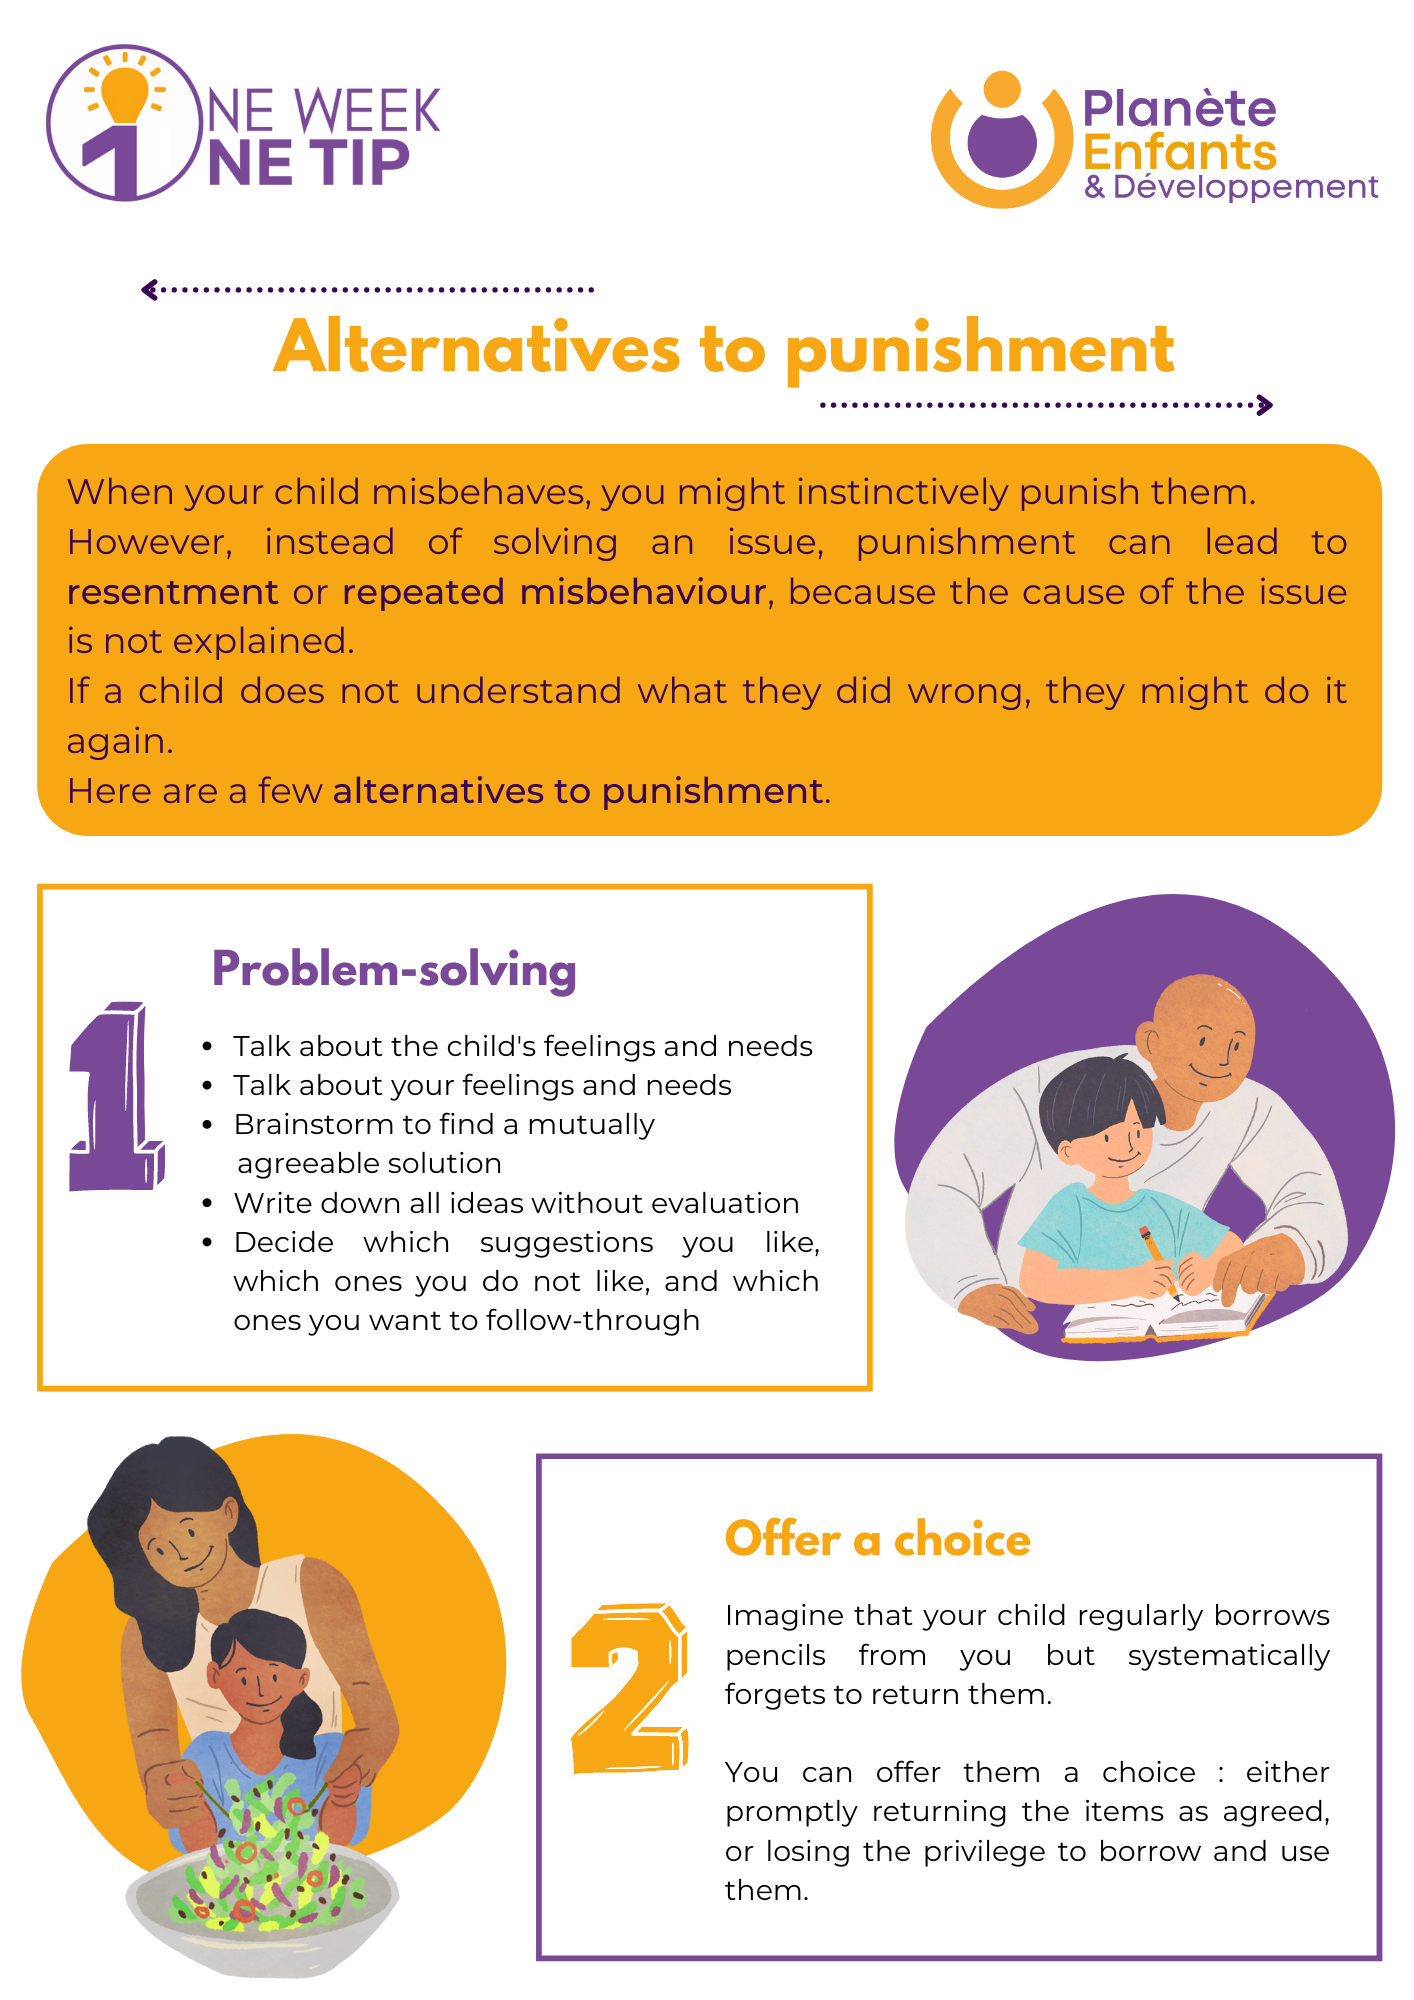 1NE WEEK
NE TIP
Planète
Enfants
& Développement
Alternatives to punishment
When your child misbehaves, you might instinctively punish them.
However, instead of solving an issue, punishment can lead to
resentment or repeated misbehaviour, because the cause of the issue
is not explained.
If a child does not understand what they did wrong, they might do it
again.
Here are a few alternatives to punishment.
1
Problem-solving
• Talk about the child's feelings and needs
• Talk about your feelings and needs
• Brainstorm to find a mutually
agreeable solution
• Write down all ideas without evaluation
• Decide which suggestions you like,
which ones you do not like, and which
ones you want to follow-through
2
Offer a choice
Imagine that your child regularly borrows
pencils from you but systematically
forgets to return them.
You can offer them a choice : either
promptly returning the items as agreed,
or losing the privilege to borrow and use
them.